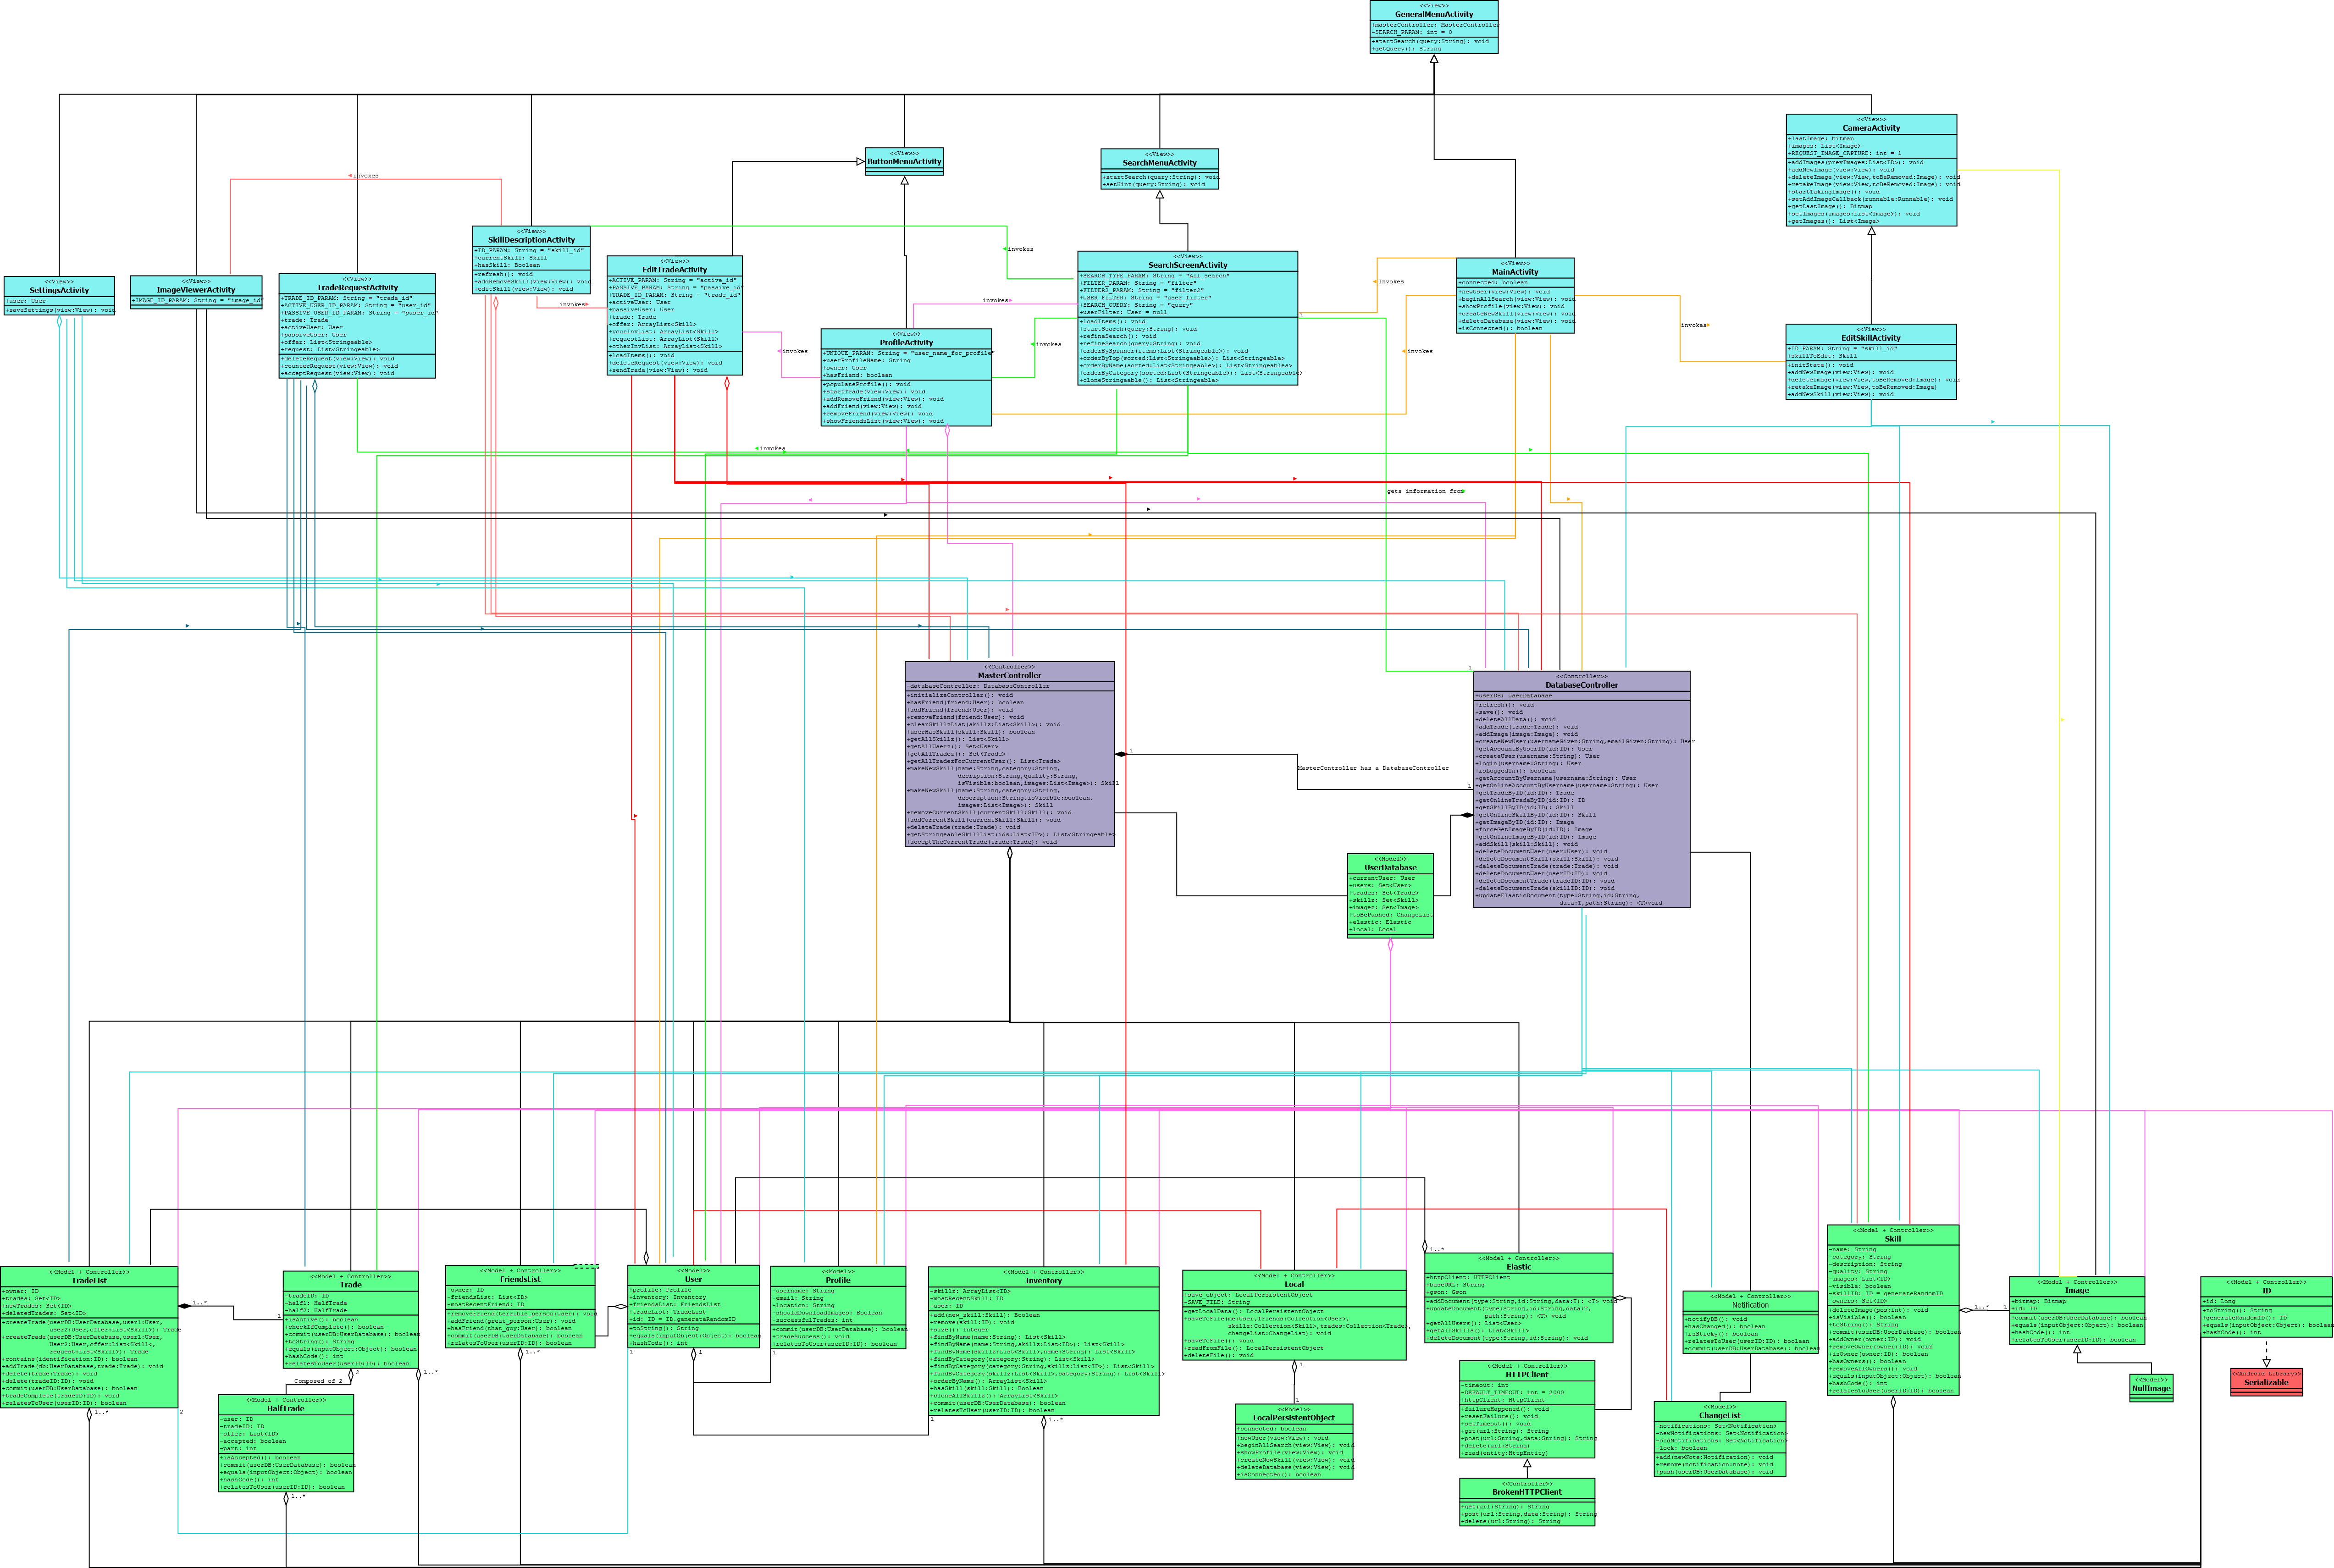 <<View>>
GeneralMenuActivity
+masterController: MasterController
-SEARCH_PARAM: int = 0
+startSearch(query:String): void
+getQuery(): String
<<View>>
CameraActivity
+lastImage: bitmap
+images: List<Image>
+REQUEST_IMAGE_CAPTURE: int = 1
+addImages(prevImages:List<ID>): void
+addNewImage(view:View): void
+deleteImage(view:View,toBeRemoved:Image): void
+retakeImage(view:View,toBeRemoved:Image): void
+startTakingImage(): void
+setAddImageCallback(runnable:Runnable): void
+getLastImage(): Bitmap
+setImages(images:List<Image>): void
+getImages(): List<Image>
<<View>>
ButtonMenuActivity
<<View>>
SearchMenuActivity
+startSearch(query:String): void
+setHint(query:String): void
invokes
<<View>>
SkillDescriptionActivity
+ID_PARAM: String = "skill_id"
+currentSkill: Skill
+hasSkill: Boolean
+refresh(): void
+addRemoveSkill(view:View): void
+editSkill(view:View): void
invokes
<<View>>
SettingsActivity
+user: User
+saveSettings(view:View): void
<<View>>
ImageViewerActivity
+IMAGE_ID_PARAM: String = "image_id"
<<View>>
TradeRequestActivity
+TRADE_ID_PARAM: String = "trade_id"
+ACTIVE_USER_ID_PARAM: String = "user_id"
+PASSIVE_USER_ID_PARAM: String = "puser_id"
+trade: Trade
+activeUser: User
+passiveUser: User
+offer: List<Stringeable>
+request: List<Stringeable>
+deleteRequest(view:View): void
+counterRequest(view:View): void
+acceptRequest(view:View): void
invokes
<<View>>
EditTradeActivity
+ACTIVE_PARAM: String = "active_id"
+PASSIVE_PARAM: String = "passive_id"
+TRADE_ID_PARAM: String = "trade_id"
+activeUser: User
+passiveUser: User
+trade: Trade
+offer: ArrayList<Skill>
+yourInvList: ArrayList<Skill>
+requestList: ArrayList<Skill>
+otherInvList: ArrayList<Skill>
+loadItems(): void
+deleteRequest(view:View): void
+sendTrade(view:View): void
invokes
<<View>>
ProfileActivity
+UNIQUE_PARAM: String = "user_name_for_profile"
+userProfileName: String
+owner: User
+hasFriend: boolean
+populateProfile(): void
+startTrade(view:View): void
+addRemoveFriend(view:View): void
+addFriend(view:View): void
+removeFriend(view:View): void
+showFriendsList(view:View): void
invokes
invokes
<<View>>
SearchScreenActivity
+SEARCH_TYPE_PARAM: String = "All_search"
+FILTER_PARAM: String = "filter"
+FILTER2_PARAM: String = "filter2"
+USER_FILTER: String = "user_filter"
+SEARCH_QUERY: String = "query"
+userFilter: User = null
+loadItems(): void
+startSearch(query:String): void
+refineSearch(): void
+refineSearch(query:String): void
+orderBySpinner(items:List<Stringeable>): void
+orderByTop(sorted:List<Stringeable>): List<Stringeable>
+orderByName(sorted:List<Stringeable>): List<Stringeables>
+orderByCategory(sorted:List<Stringeable>): List<Stringeable>
+cloneStringeable(): List<Stringeable>
1
Invokes
invokes
<<View>>
MainActivity
+connected: boolean
+newUser(view:View): void
+beginAllSearch(view:View): void
+showProfile(view:View): void
+createNewSkill(view:View): void
+deleteDatabase(view:View): void
+isConnected(): boolean
invokes
<<View>>
EditSkillActivity
+ID_PARAM: String = "skill_id"
+skillToEdit: Skill
+initState(): void
+addNewImage(view:View): void
+deleteImage(view:View,toBeRemoved:Image): void
+retakeImage(view:View,toBeRemoved:Image)
+addNewSkill(view:View): void
invokes
gets information from
<<Controller>>
MasterController
-databaseController: DatabaseController
+initializeController(): void
+hasFriend(friend:User): boolean
+addFriend(friend:User): void
+removeFriend(friend:User): void
+clearSkillzList(skillz:List<Skill>): void
+userHasSkill(skill:Skill): boolean
+getAllSkillz(): List<Skill>
+getAllUserz(): Set<User>
+getAllTradez(): Set<Trade>
+getAllTradezForCurrentUser(): List<Trade>
+makeNewSkill(name:String,category:String,
decription:String,quality:String,
isVisible:boolean,images:List<Image>): Skill
+makeNewSkill(name:String,category:String,
description:String,isVisible:boolean,
images:List<Image>): Skill
+removeCurrentSkill(currentSkill:Skill): void
+addCurrentSkill(currentSkill:Skill): void
+deleteTrade(trade:Trade): void
+getStringeableSkillList(ids:List<ID>): List<Stringeable>
+acceptTheCurrentTrade(trade:Trade): void
1
MasterController has a DatabaseController
1
1
<<Controller>>
DatabaseController
+userDB: UserDatabase
+refresh(): void
+save(): void
+deleteAllData(): void
+addTrade(trade:Trade): void
+addImage(image:Image): void
+createNewUser(usernameGiven:String,emailGiven:String): User
+getAccountByUserID(id:ID): User
+createUser(username:String): User
+login(username:String): User
+isLoggedIn(): boolean
+getAccountByUsername(username:String): User
+getOnlineAccountByUsername(username:String): User
+getTradeByID(id:ID): Trade
+getOnlineTradeByID(id:ID): ID
+getSkillByID(id:ID): Skill
+getOnlineSkillByID(id:ID): Skill
+getImageByID(id:ID): Image
+forceGetImageByID(id:ID): Image
+getOnlineImageByID(id:ID): Image
+addSkill(skill:Skill): void
+deleteDocumentUser(user:User): void
+deleteDocumentSkill(skill:Skill): void
+deleteDocumentTrade(trade:Trade): void
+deleteDocumentUser(userID:ID): void
+deleteDocumentTrade(tradeID:ID): void
+deleteDocumentTrade(skillID:ID): void
+updateElasticDocument(type:String,id:String,
data:T,path:String): <T>void
<<Model>>
UserDatabase
+currentUser: User
+users: Set<User>
+trades: Set<Trade>
+skillz: Set<Skill>
+imagez: Set<Image>
+toBePushed: ChangeList
+elastic: Elastic
+local: Local
<<Model + Controller>>
TradeList
+owner: ID
+trades: Set<ID>
+newTrades: Set<ID>
+deletedTrades: Set<ID>
+createTrade(userDB:UserDatabase,user1:User,
user2:User,offer:List<Skill>): Trade
+createTrade(userDB:UserDatabase,user1:User,
User2:User,offer:List<Skill<,
request:List<Skill>): Trade
+contains(identification:ID): boolean
+addTrade(db:UserDatabase,trade:Trade): void
+delete(trade:Trade): void
+delete(tradeID:ID): void
+commit(userDB:UserDatabase): boolean
+tradeComplete(tradeID:ID): void
+relatesToUser(userID:ID): boolean
1..*
1
1..*
2
<<Model + Controller>>
Trade
-tradeID: ID
-half1: HalfTrade
-half2: HalfTrade
+isActive(): boolean
+checkIfComplete(): boolean
+commit(userDB:UserDatabase): boolean
+toString(): String
+equals(inputObject:Object): boolean
+hashCode(): int
+relatesToUser(userID:ID): boolean
Composed of 2
2
1..*
<<Model + Controller>>
HalfTrade
-user: ID
-tradeID: ID
-offer: List<ID>
-accepted: boolean
-part: int
+isAccepted(): boolean
+commit(userDB:UserDatabase): boolean
+equals(inputObject:Object): boolean
+hashCode(): int
+relatesToUser(userID:ID): boolean
1..*
<<Model + Controller>>
FriendsList
-owner: ID
-friendsList: List<ID>
-mostRecentFriend: ID
+removeFriend(terrible_person:User): void
+addFriend(great_person:User): void
+hasFriend(that_guy:User): boolean
+commit(userDB:UserDatabase): boolean
+relatesToUser(userID:ID): boolean
1..*
<<Model>>
User
+profile: Profile
+inventory: Inventory
+friendsList: FriendsList
+tradeList: TradeList
+id: ID = ID.generateRandomID
+toString(): String
+equals(inputObject:Object): boolean
+hashCode(): int
1
1
<<Model + Controller>>
Profile
-username: String
-email: String
-location: String
-shouldDownloadImages: Boolean
-successfulTrades: int
+commit(userDB:UserDatabase): boolean
+tradeSuccess(): void
+relatesToUser(userID:ID): boolean
1
<<Model + Controller>>
Inventory
-skillz: ArrayList<ID>
-mostRecentSkill: ID
-user: ID
+add(new_skill:Skill): Boolean
+remove(skill:ID): void
+size(): Integer
+findByName(name:String): List<Skill>
+findByName(name:String,skillz:List<ID>): List<Skill>
+findByName(skillz:List<Skill>,name:String): List<Skill>
+findByCategory(category:String): List<Skill>
+findByCategory(category:String,skillz:List<ID>): List<Skill>
+findByCategory(skillz:List<Skill>,category:String): List<Skill>
+orderByName(): ArrayList<Skill>
+hasSkill(skill:Skill): Boolean
+cloneAllSkillz(): ArrayList<Skill>
+commit(userDB:UserDatabase): boolean
+relatesToUser(userID:ID): boolean
1
1..*
<<Model + Controller>>
Local
+save_object: LocalPersistentObject
-SAVE_FILE: String
+getLocalData(): LocalPersistentObject
+saveToFile(me:User,friends:Collection<User>,
skillz:Collection<Skill>,trades:Collection<Trade>,
changeList:ChangeList): void
+saveToFile(): void
+readFromFile(): LocalPersistentObject
+deleteFile(): void
1
<<Model>>
LocalPersistentObject
+connected: boolean
+newUser(view:View): void
+beginAllSearch(view:View): void
+showProfile(view:View): void
+createNewSkill(view:View): void
+deleteDatabase(view:View): void
+isConnected(): boolean
1..*
<<Model + Controller>>
Elastic
+httpClient: HTTPClient
+baseURL: String
+gson: Gson
+addDocument(type:String,id:String,data:T): <T> void
+updateDocument(type:String,id:String,data:T,
path:String): <T> void
+getAllUsers(): List<User>
+getAllSkills(): List<Skill>
+deleteDocument(type:String,id:String): void
<<Model + Controller>>
HTTPClient
-timeout: int
-DEFAULT_TIMEOUT: int = 2000
+httpClient: HttpClient
+failureHappened(): void
+resetFailure(): void
+setTimeout(): void
+get(url:String): String
+post(url:String,data:String): String
+delete(url:String)
+read(entity:HttpEntity)
<<Controller>>
BrokenHTTPClient
+get(url:String): String
+post(url:String,data:String): String
+delete(url:String): String
<<Model + Controller>>
Notification
+notifyDB(): void
+hasChanged(): boolean
+isSticky(): boolean
+commit(userDB:UserDatabase): boolean
<<Model>>
ChangeList
-notifications: Set<Notification>
-newNotifications: Set<Notification>
-oldNotifications: Set<Notification>
-lock: boolean
+add(newNote:Notification): void
+remove(notification:note): void
+push(userDB:UserDatabase): void
<<Model + Controller>>
Skill
-name: String
-category: String
-description: String
-quality: String
-images: List<ID>
-visible: boolean
-skillID: ID = generateRandomID
-owners: Set<ID>
+deleteImage(pos:int): void
+isVisible(): boolean
+toString(): String
+commit(userDB:UserDatbase): boolean
+addOwner(owner:ID): void
+removeOwner(owner:ID): void
+isOwner(owner:ID): boolean
+hasOwners(): boolean
+removeAllOwners(): void
+equals(inputObject:Object): boolean
+hashCode(): int
+relatesToUser(userID:ID): boolean
1..*
1
<<Model + Controller>>
Image
+bitmap: Bitmap
+id: ID
+commit(userDB:UserDatabase): boolean
+equals(inputObject:Object): boolean
+hashCode(): int
+relatesToUser(userID:ID): boolean
<<Model>>
NullImage
<<Model + Controller>>
ID
+id: Long
+toString(): String
+generateRandomID(): ID
+equals(inputObject:Object): boolean
+hashCode(): int
<<Android Library>>
Serializable